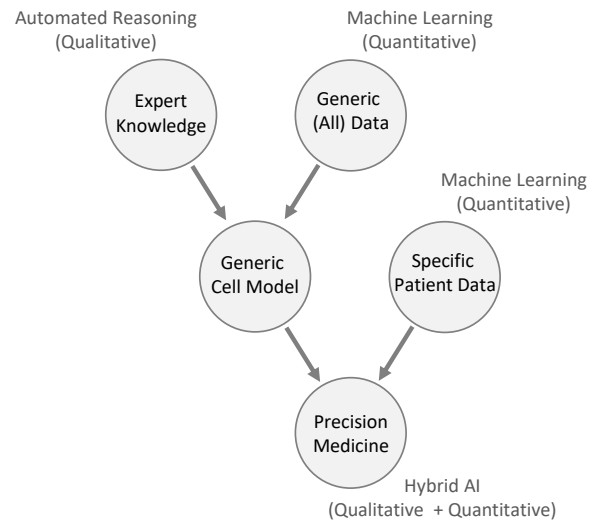 Automated Reasoning
(Qualitative)
Machine Learning
(Quantitative)
Expert
Knowledge
Generic
(All) Data
Machine Learning
(Quantitative)
Generic
Cell Model
Specific
Patient Data
Precision
Medicine
Hybrid AI
(Qualitative + Quantitative)